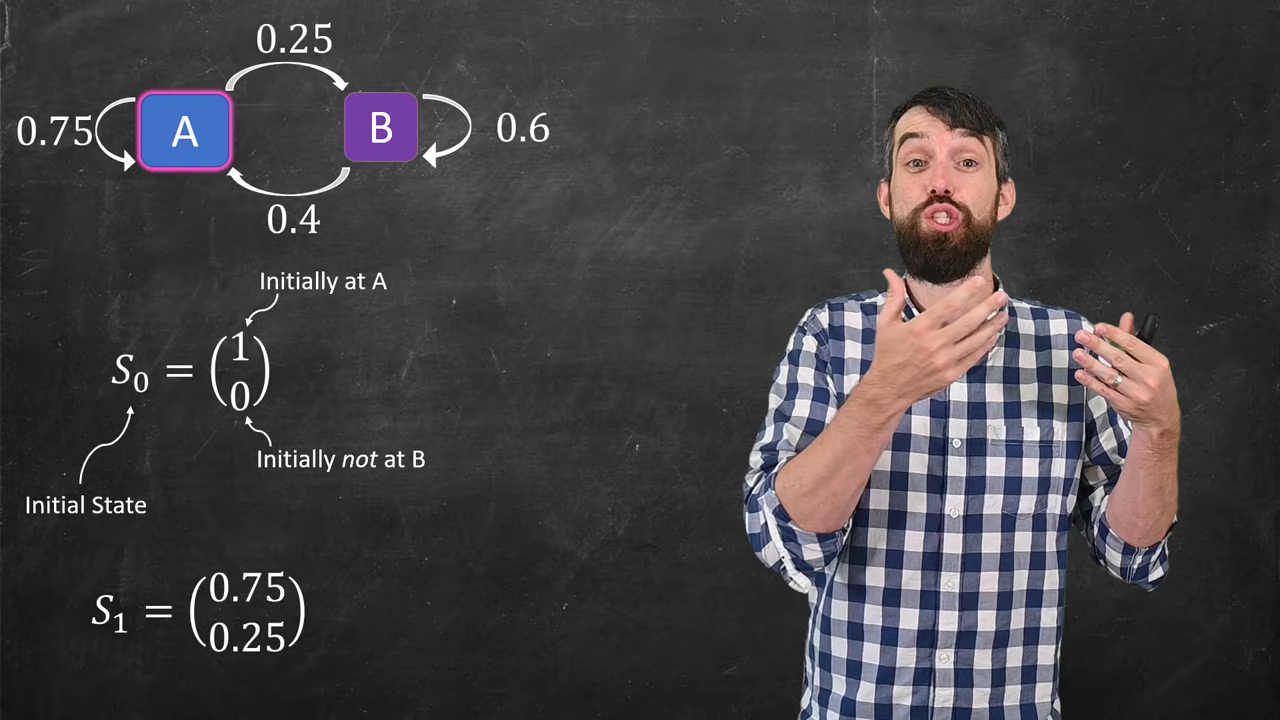 0.25
0.75 A B 0.6
0.4
Initially at A
S₀ = (1
0)
Initially not at B
Initial State
S₁ = (0.75
0.25)